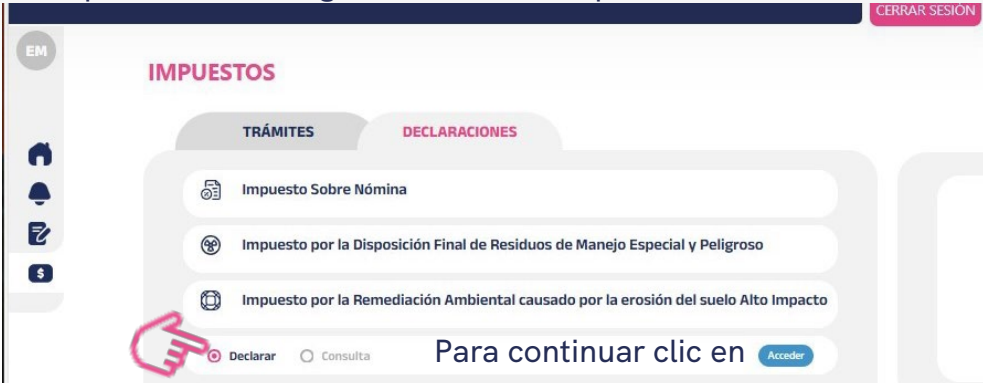 CERRAR SESIÓN
EM
IMPUESTOS
TRÁMITES DECLARACIONES
Impuesto Sobre Nómina
Impuesto por la Disposición Final de Residuos de Manejo Especial y Peligroso
Impuesto por la Remediación Ambiental causado por la erosión del suelo Alto Impacto
Declarar Consulta Para continuar clic en Acceder